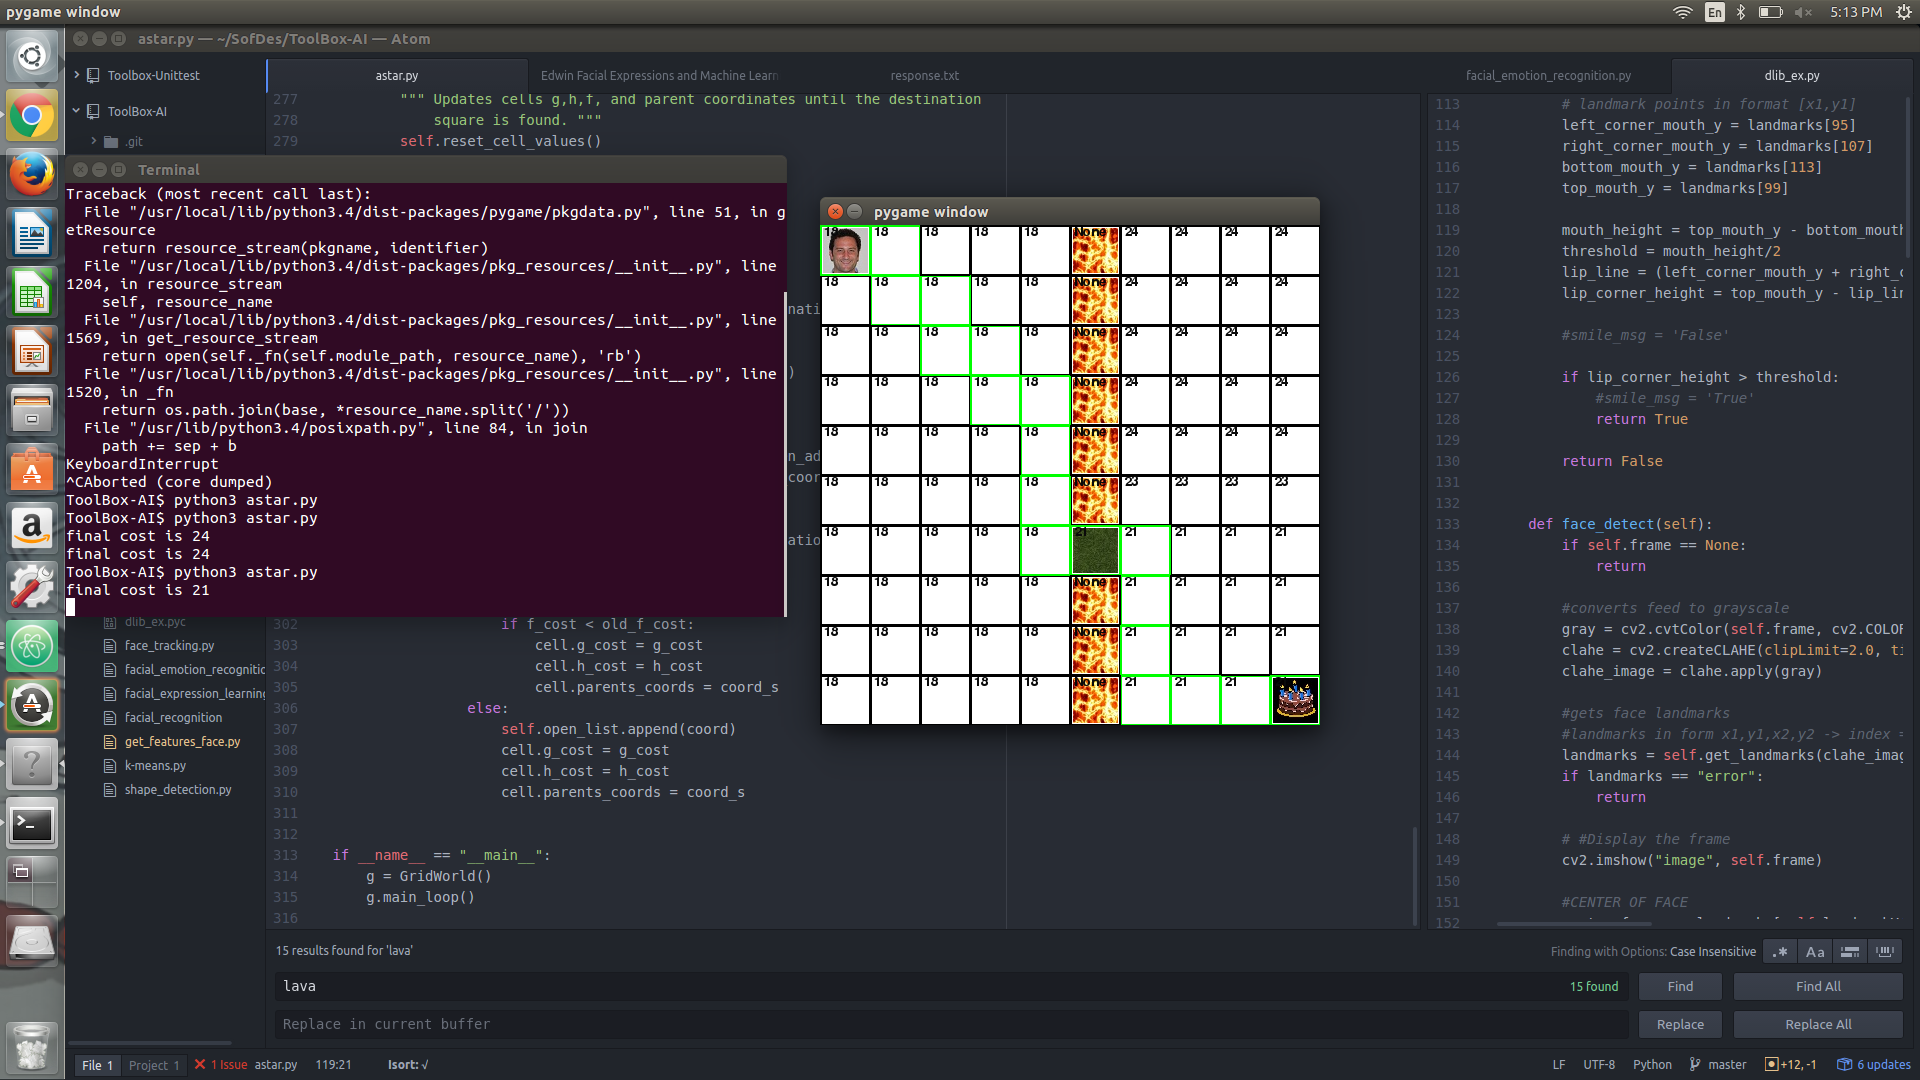 pygame window
En
5:13 PM
astar.py — ~/SofDes/ToolBox-AI — Atom
Toolbox-Unittest
ToolBox-AI
.git
astar.py
Edwin Facial Expressions and Machine Learn
response.txt
facial_emotion_recognition.py
dlib_ex.py
277 """ Updates cells g,h,f, and parent coordinates until the destination
278 square is found. """
279 self.reset_cell_values()
Terminal
Traceback (most recent call last):
File "/usr/local/lib/python3.4/dist-packages/pygame/pkgdata.py", line 51, in g
etResource
return resource_stream(pkgname, identifier)
File "/usr/local/lib/python3.4/dist-packages/pkg_resources/__init__.py", line
1204, in resource_stream
self, resource_name
File "/usr/local/lib/python3.4/dist-packages/pkg_resources/__init__.py", line
1569, in get_resource_stream
return open(self._fn(self.module_path, resource_name), 'rb')
File "/usr/local/lib/python3.4/dist-packages/pkg_resources/__init__.py", line
1520, in _fn
return os.path.join(base, *resource_name.split('/'))
File "/usr/lib/python3.4/posixpath.py", line 84, in join
path += sep + b
KeyboardInterrupt
^CAborted (core dumped)
ToolBox-AI$ python3 astar.py
ToolBox-AI$ python3 astar.py
final cost is 24
final cost is 24
ToolBox-AI$ python3 astar.py
final cost is 21
dlib_ex.pyc
face_tracking.py
facial_emotion_recognitic
facial_expression_learning
facial_recognition
get_features_face.py
k-means.py
shape_detection.py
302 if f_cost < old_f_cost:
303 cell.g_cost = g_cost
304 cell.h_cost = h_cost
305 cell.parents_coords = coord_s
306 else:
307 self.open_list.append(coord)
308 cell.g_cost = g_cost
309 cell.h_cost = h_cost
310 cell.parents_coords = coord_s
311
312
313 if __name__ == "__main__":
314 g = GridWorld()
315 g.main_loop()
316
pygame window
18 18 18 18 18 None 24 24 24 24
18 18 18 18 18 None 24 24 24 24
18 18 18 18 18 None 24 24 24 24
18 18 18 18 18 None 24 24 24 24
18 18 18 18 18 None 24 24 24 24
18 18 18 18 18 None 23 23 23 23
18 18 18 18 18 21 21 21 21 21
18 18 18 18 18 None 21 21 21 21
18 18 18 18 18 None 21 21 21 21
18 18 18 18 18 None 21 21 21
113 # landmark points in format [x1,y1]
114 left_corner_mouth_y = landmarks[95]
115 right_corner_mouth_y = landmarks[107]
116 bottom_mouth_y = landmarks[113]
117 top_mouth_y = landmarks[99]
118
119 mouth_height = top_mouth_y - bottom_mouth
120 threshold = mouth_height/2
121 lip_line = (left_corner_mouth_y + right_c
122 lip_corner_height = top_mouth_y - lip_lin
123
124 #smile_msg = 'False'
125
126 if lip_corner_height > threshold:
127 #smile_msg = 'True'
128 return True
129
130 return False
131
132
133 def face_detect(self):
134 if self.frame == None:
135 return
136
137 #converts feed to grayscale
138 gray = cv2.cvtColor(self.frame, cv2.COLOR
139 clahe = cv2.createCLAHE(clipLimit=2.0, ti
140 clahe_image = clahe.apply(gray)
141
142 #gets face landmarks
143 #landmarks in form x1,y1,x2,y2 -> index =
144 landmarks = self.get_landmarks(clahe_imag
145 if landmarks == "error":
146 return
147
148 # #Display the frame
149 cv2.imshow("image", self.frame)
150
151 #CENTER OF FACE
152
15 results found for 'lava'
Finding with Options: Case Insensitive
.* Aa
lava
15 found
Find
Find All
Replace in current buffer
Replace
Replace All
File 1
Project 1
1 Issue
astar.py
119:21
Isort: √
LF
UTF-8
Python
master
+12, -1
6 updates